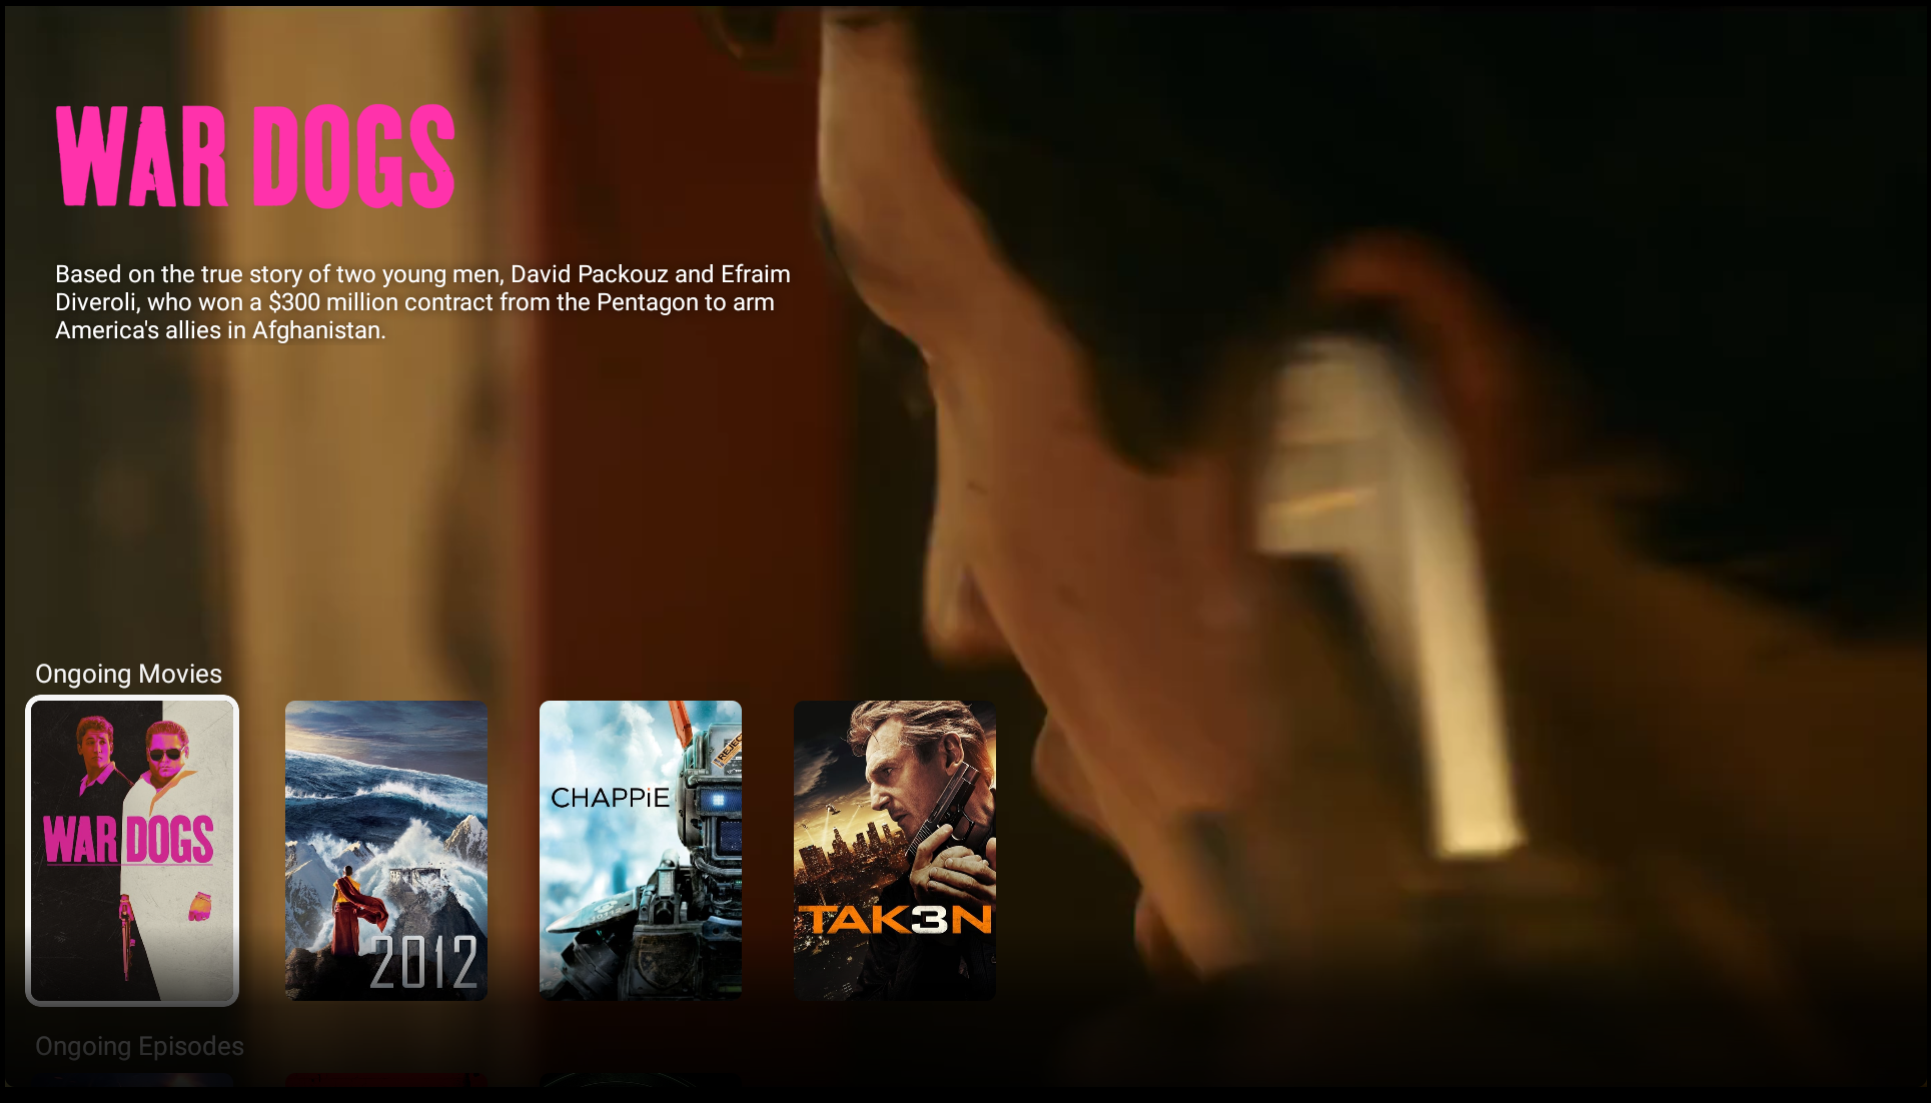 WAR DOGS
Based on the true story of two young men, David Packouz and Efraim
Diveroli, who won a $300 million contract from the Pentagon to arm
America's allies in Afghanistan.
Ongoing Movies
WAR DOGS
2012
CHAPPiE
REJEC
TAK3N
Ongoing Episodes